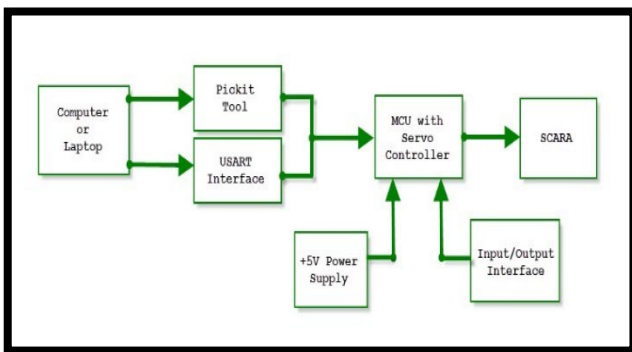 Computer
or
Laptop
Pickit
Tool
USART
Interface
MCU with
Servo
Controller
SCARA
+5V Power
Supply
Input/Output
Interface